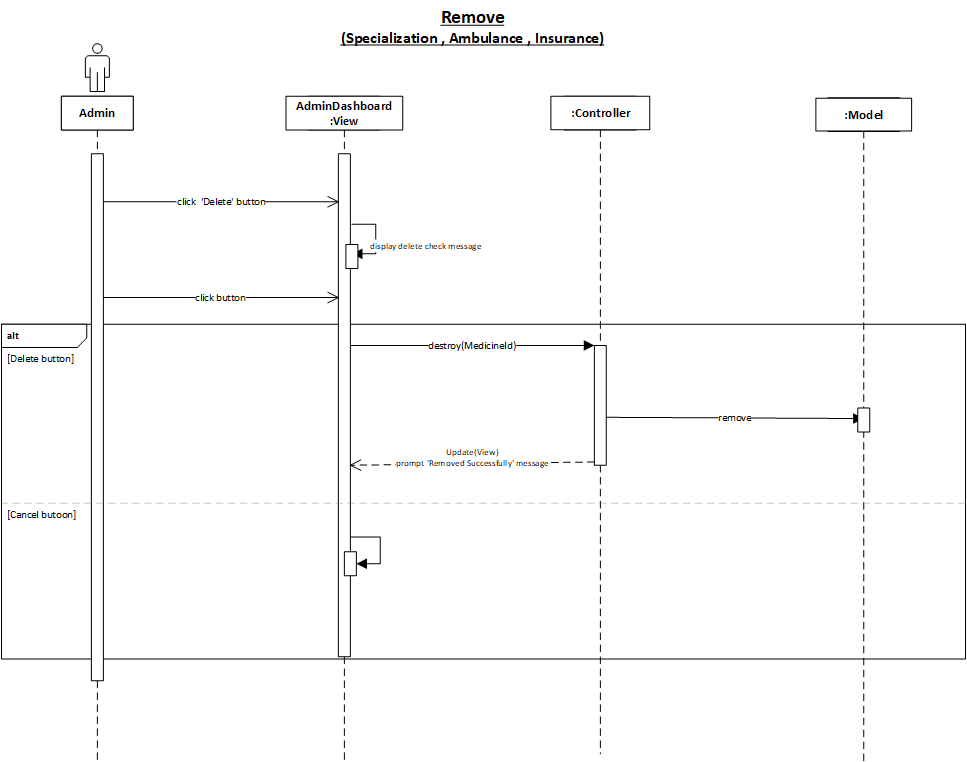 Remove
(Specialization , Ambulance , Insurance)
Admin
AdminDashboard
:View
:Controller
:Model
click 'Delete' button
display delete check message
click button
alt
[Delete button]
destroy(MedicineId)
remove
Update(View)
prompt 'Removed Successfully' message
[Cancel butoon]